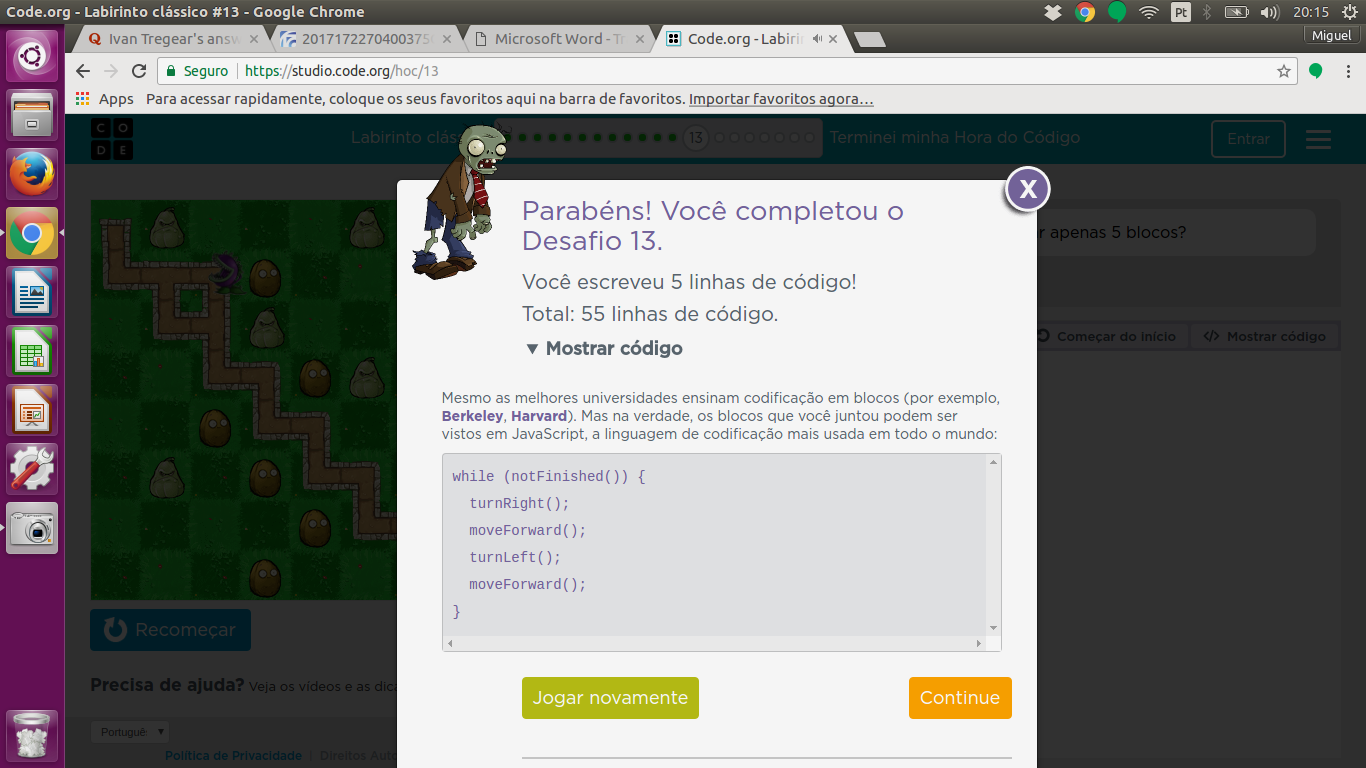 Code.org - Labirinto clássico #13 - Google Chrome
Pt
20:15
Ivan Tregear's answ
Microsoft Word - Tr
Code.org - Labirin
Miguel
Seguro
https://studio.code.org/hoc/13
Apps
Para acessar rapidamente, coloque os seus favoritos aqui na barra de favoritos. Importar favoritos agora...
C O
D E
Labirinto clás
13
Terminei minha Hora do Código
Entrar
X
Parabéns! Você completou o
Desafio 13.
r apenas 5 blocos?
Você escreveu 5 linhas de código!
Total: 55 linhas de código.
Começar do início
Mostrar código
▼ Mostrar código
Mesmo as melhores universidades ensinam codificação em blocos (por exemplo,
Berkeley, Harvard). Mas na verdade, os blocos que você juntou podem ser
vistos em JavaScript, a linguagem de codificação mais usada em todo o mundo:
while (notFinished()) {
turnRight();
moveForward();
turnLeft();
moveForward();
}
Recomeçar
Precisa de ajuda? Veja os vídeos e as dica
Jogar novamente
Continue
Português
Política de Privacidade
Direitos Auto